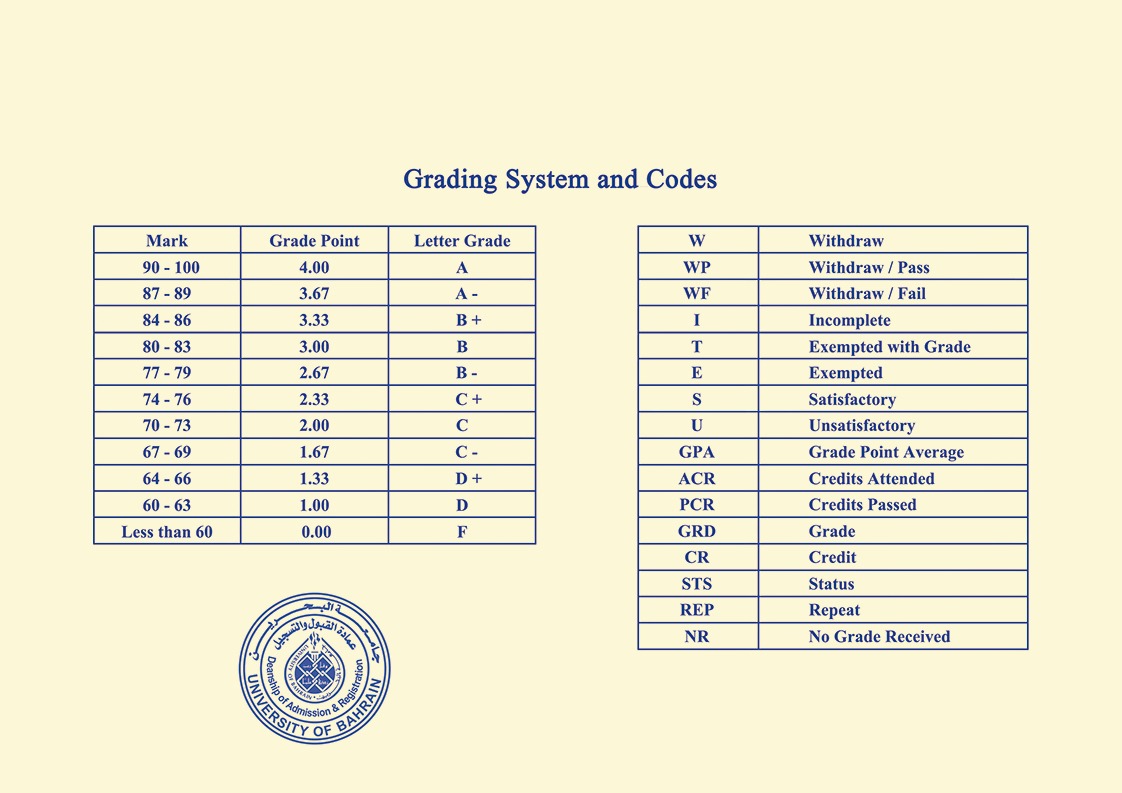 Grading System and Codes
Mark Grade Point Letter Grade
90 - 100 4.00 A
87 - 89 3.67 A -
84 - 86 3.33 B +
80 - 83 3.00 B
77 - 79 2.67 B -
74 - 76 2.33 C +
70 - 73 2.00 C
67 - 69 1.67 C -
64 - 66 1.33 D +
60 - 63 1.00 D
Less than 60 0.00 F
W Withdraw
WP Withdraw / Pass
WF Withdraw / Fail
I Incomplete
T Exempted with Grade
E Exempted
S Satisfactory
U Unsatisfactory
GPA Grade Point Average
ACR Credits Attended
PCR Credits Passed
GRD Grade
CR Credit
STS Status
REP Repeat
NR No Grade Received
جامعة البحرين
عمادة القبول والتسجيل
Deanship of Admission & Registration
UNIVERSITY OF BAHRAIN
UNIVERSITY OF BAHRAIN